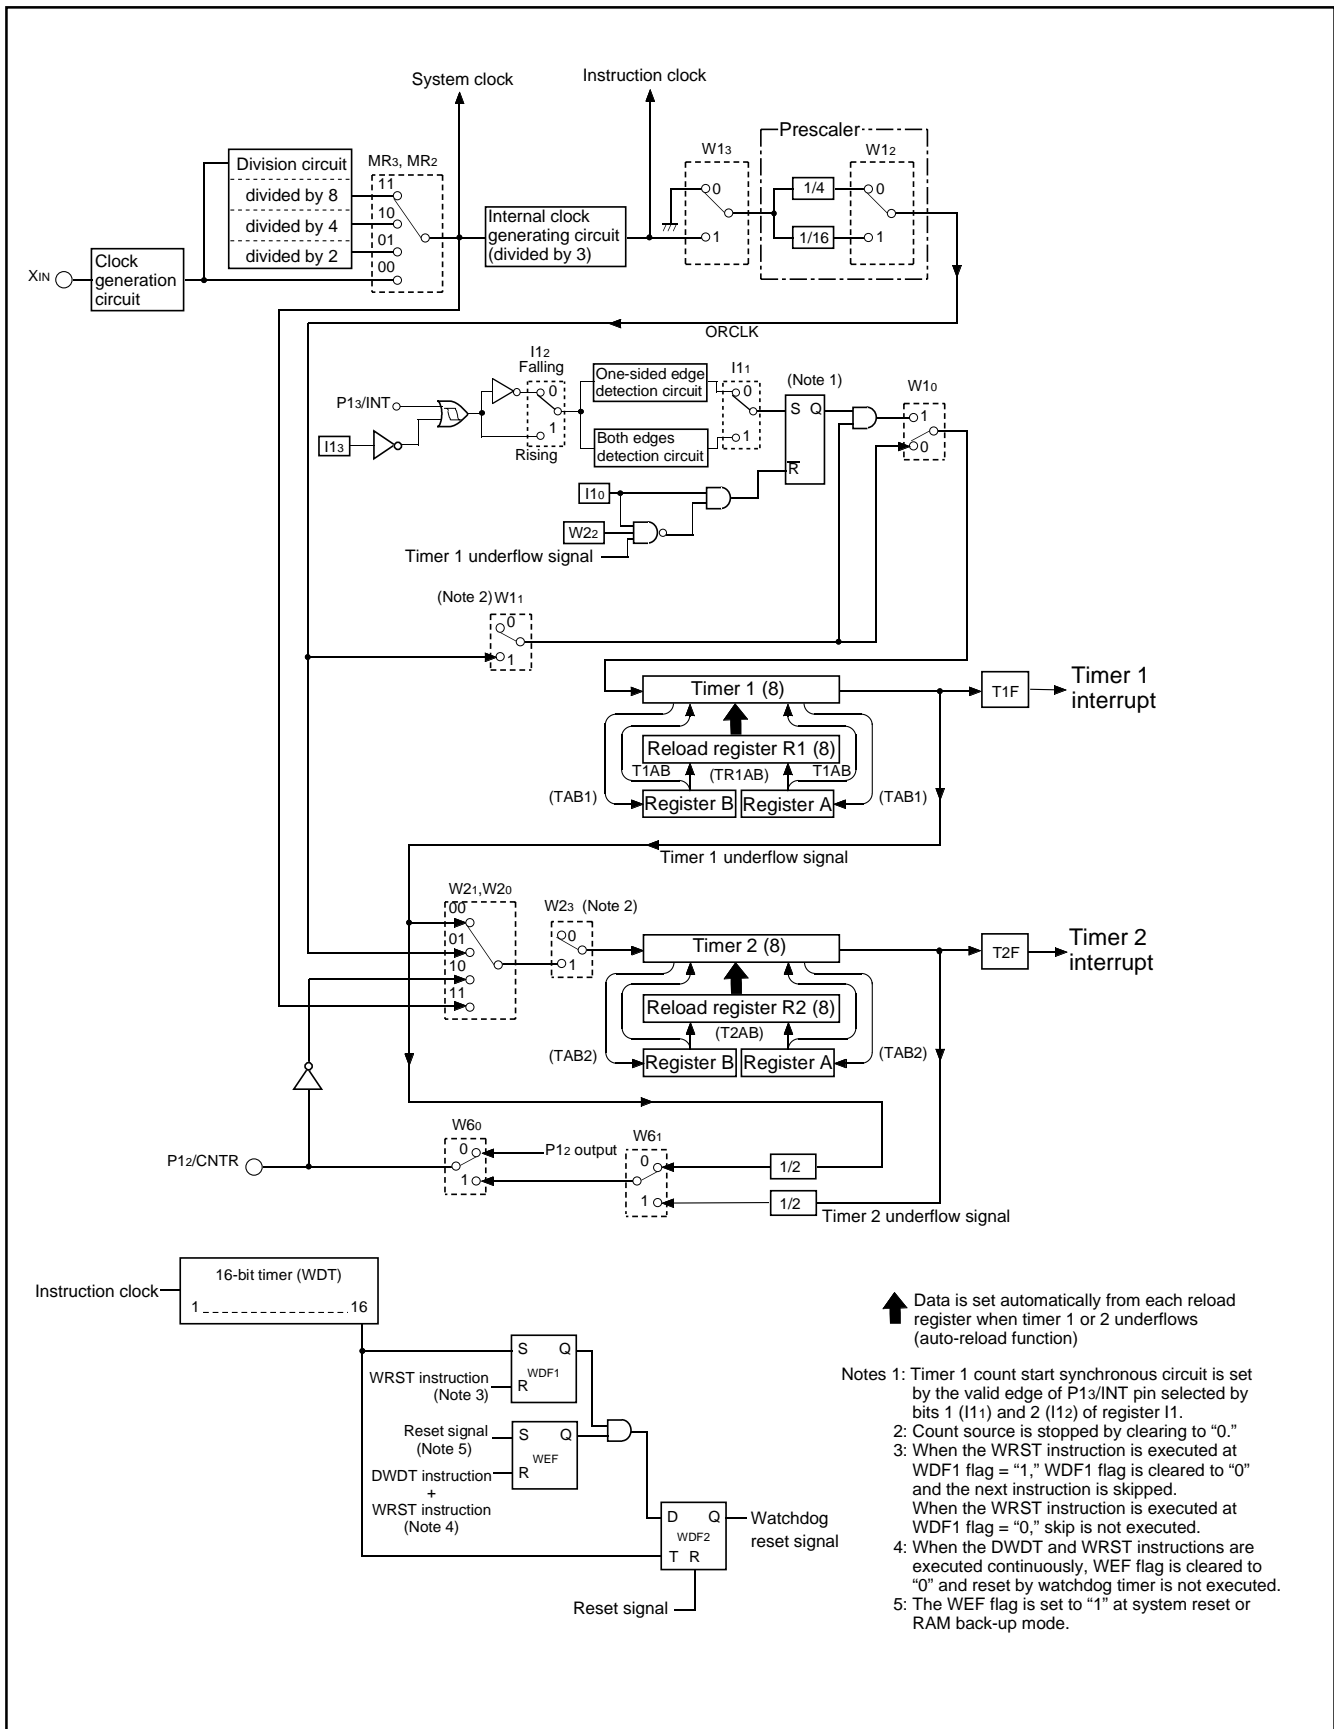 System clock
Instruction clock
Prescaler
Division circuit
divided by 8
divided by 4
divided by 2
MR3, MR2
11
10
01
00
Internal clock
generating circuit
(divided by 3)
W13
0
1
W12
1/4
1/16
0
1
XIN
Clock
generation
circuit
ORCLK
I12
Falling
0
1
Rising
P13/INT
I13
One-sided edge
detection circuit
Both edges
detection circuit
I11
0
1
(Note 1)
S Q
R
W10
1
0
I10
W22
Timer 1 underflow signal
(Note 2) W11
0
1
Timer 1 (8)
T1F
Timer 1
interrupt
Reload register R1 (8)
T1AB
(TR1AB)
T1AB
(TAB1)
Register B
Register A
(TAB1)
Timer 1 underflow signal
W21,W20
00
01
10
11
W23 (Note 2)
0
1
Timer 2 (8)
T2F
Timer 2
interrupt
Reload register R2 (8)
(T2AB)
(TAB2)
Register B
Register A
(TAB2)
P12/CNTR
W60
0
1
P12 output
W61
0
1
1/2
1/2
Timer 2 underflow signal
Instruction clock
16-bit timer (WDT)
1 16
S Q
WDF1
R
WRST instruction
(Note 3)
Reset signal
(Note 5)
S Q
WEF
R
DWDT instruction
+
WRST instruction
(Note 4)
D Q
WDF2
T R
Watchdog
reset signal
Reset signal
Data is set automatically from each reload
register when timer 1 or 2 underflows
(auto-reload function)
Notes 1: Timer 1 count start synchronous circuit is set
by the valid edge of P13/INT pin selected by
bits 1 (I11) and 2 (I12) of register I1.
2: Count source is stopped by clearing to “0.”
3: When the WRST instruction is executed at
WDF1 flag = “1,” WDF1 flag is cleared to “0”
and the next instruction is skipped.
When the WRST instruction is executed at
WDF1 flag = “0,” skip is not executed.
4: When the DWDT and WRST instructions are
executed continuously, WEF flag is cleared to
“0” and reset by watchdog timer is not executed.
5: The WEF flag is set to “1” at system reset or
RAM back-up mode.